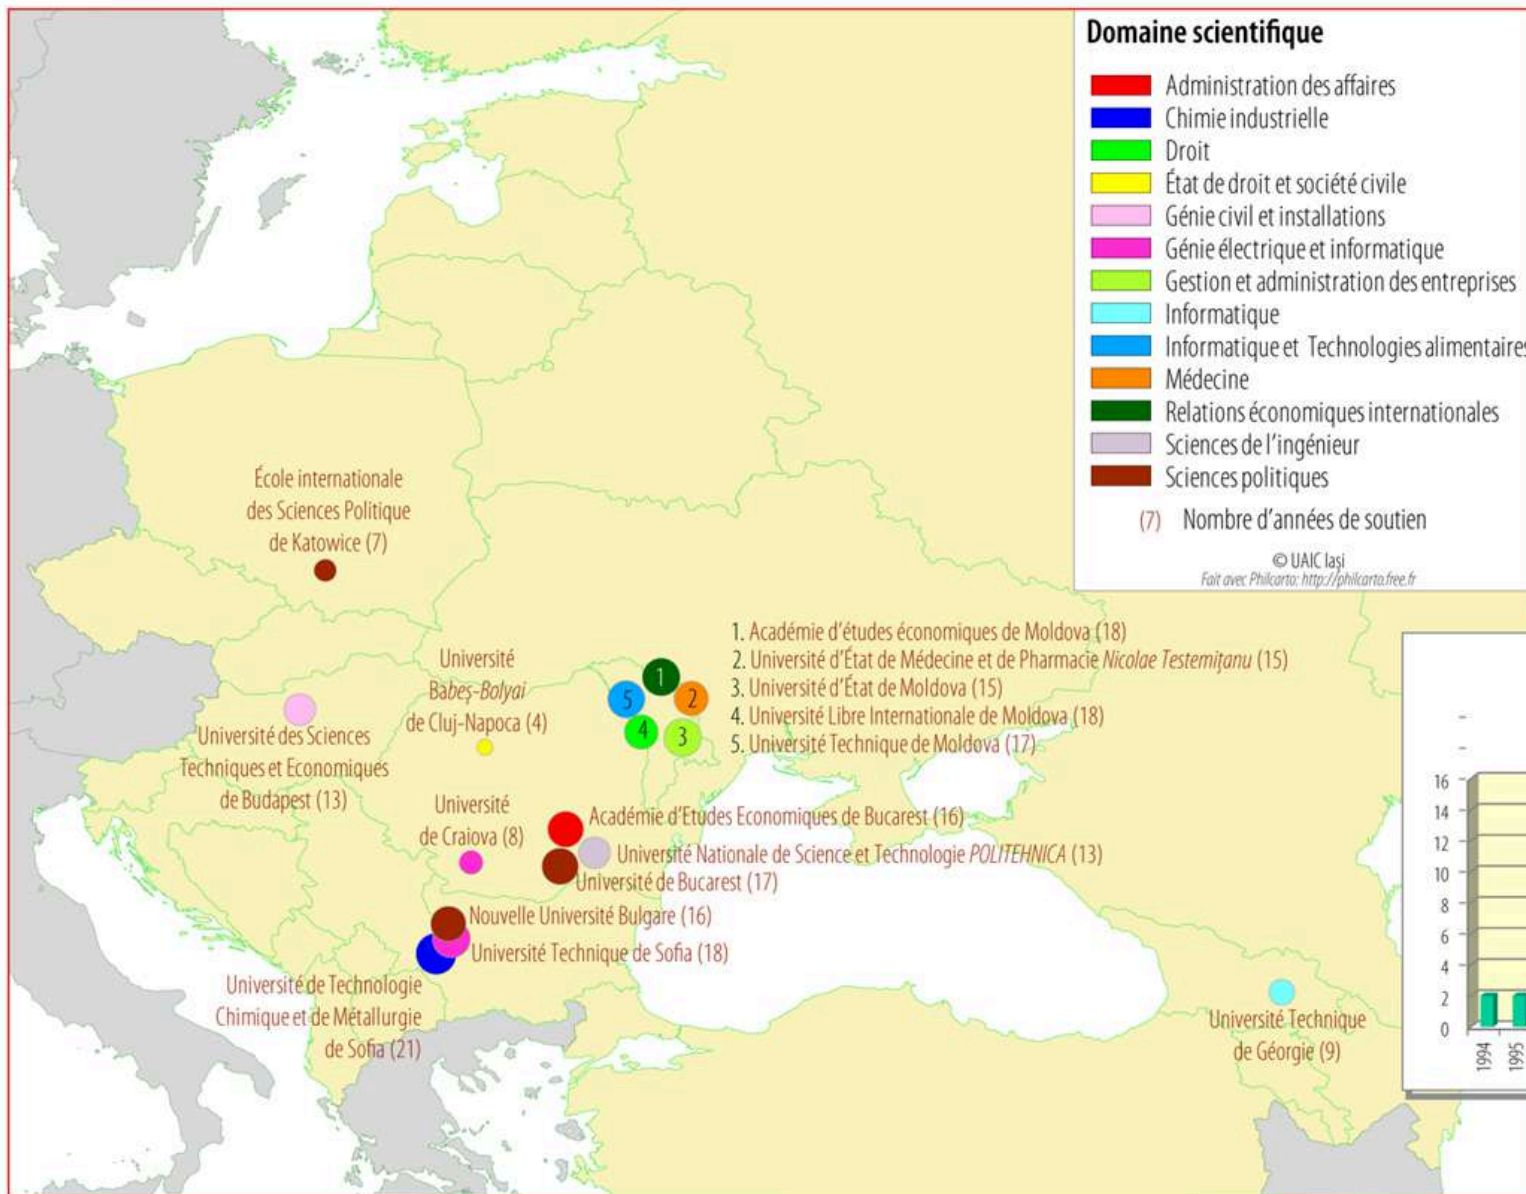 Domaine scientifique
Administration des affaires
Chimie industrielle
Droit
État de droit et société civile
Génie civil et installations
Génie électrique et informatique
Gestion et administration des entreprises
Informatique
Informatique et Technologies alimentaires
Médecine
Relations économiques internationales
Sciences de l'ingénieur
Sciences politiques
(7) Nombre d'années de soutien
© UAIC Iași
Fait avec Philcarto: http://philcarto.free.fr
École internationale
des Sciences Politique
de Katowice (7)
1. Académie d'études économiques de Moldova (18)
2. Université d'État de Médecine et de Pharmacie Nicolae Testemițanu (15)
3. Université d'État de Moldova (15)
4. Université Libre Internationale de Moldova (18)
5. Université Technique de Moldova (17)
1
5
2
4
3
Université
Babeș-Bolyai
de Cluj-Napoca (4)
Université des Sciences
Techniques et Economiques
de Budapest (13)
Université
de Craiova (8)
Académie d'Etudes Economiques de Bucarest (16)
Université Nationale de Science et Technologie POLITEHNICA (13)
Université de Bucarest (17)
Nouvelle Université Bulgare (16)
Université Technique de Sofia (18)
Université de Technologie
Chimique et de Métallurgie
de Sofia (21)
Université Technique
de Géorgie (9)
16
14
12
10
8
6
4
2
0
1994
1995